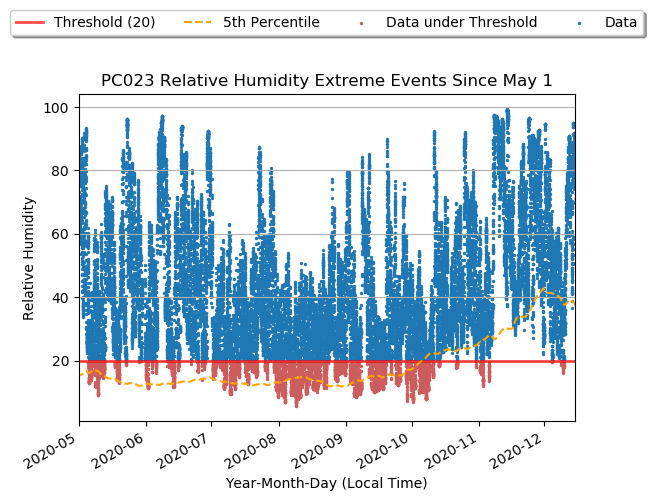 Threshold (20) 5th Percentile Data under Threshold Data
PC023 Relative Humidity Extreme Events Since May 1
100
80
60
40
20
Relative Humidity
2020-05 2020-06 2020-07 2020-08 2020-09 2020-10 2020-11 2020-12
Year-Month-Day (Local Time)